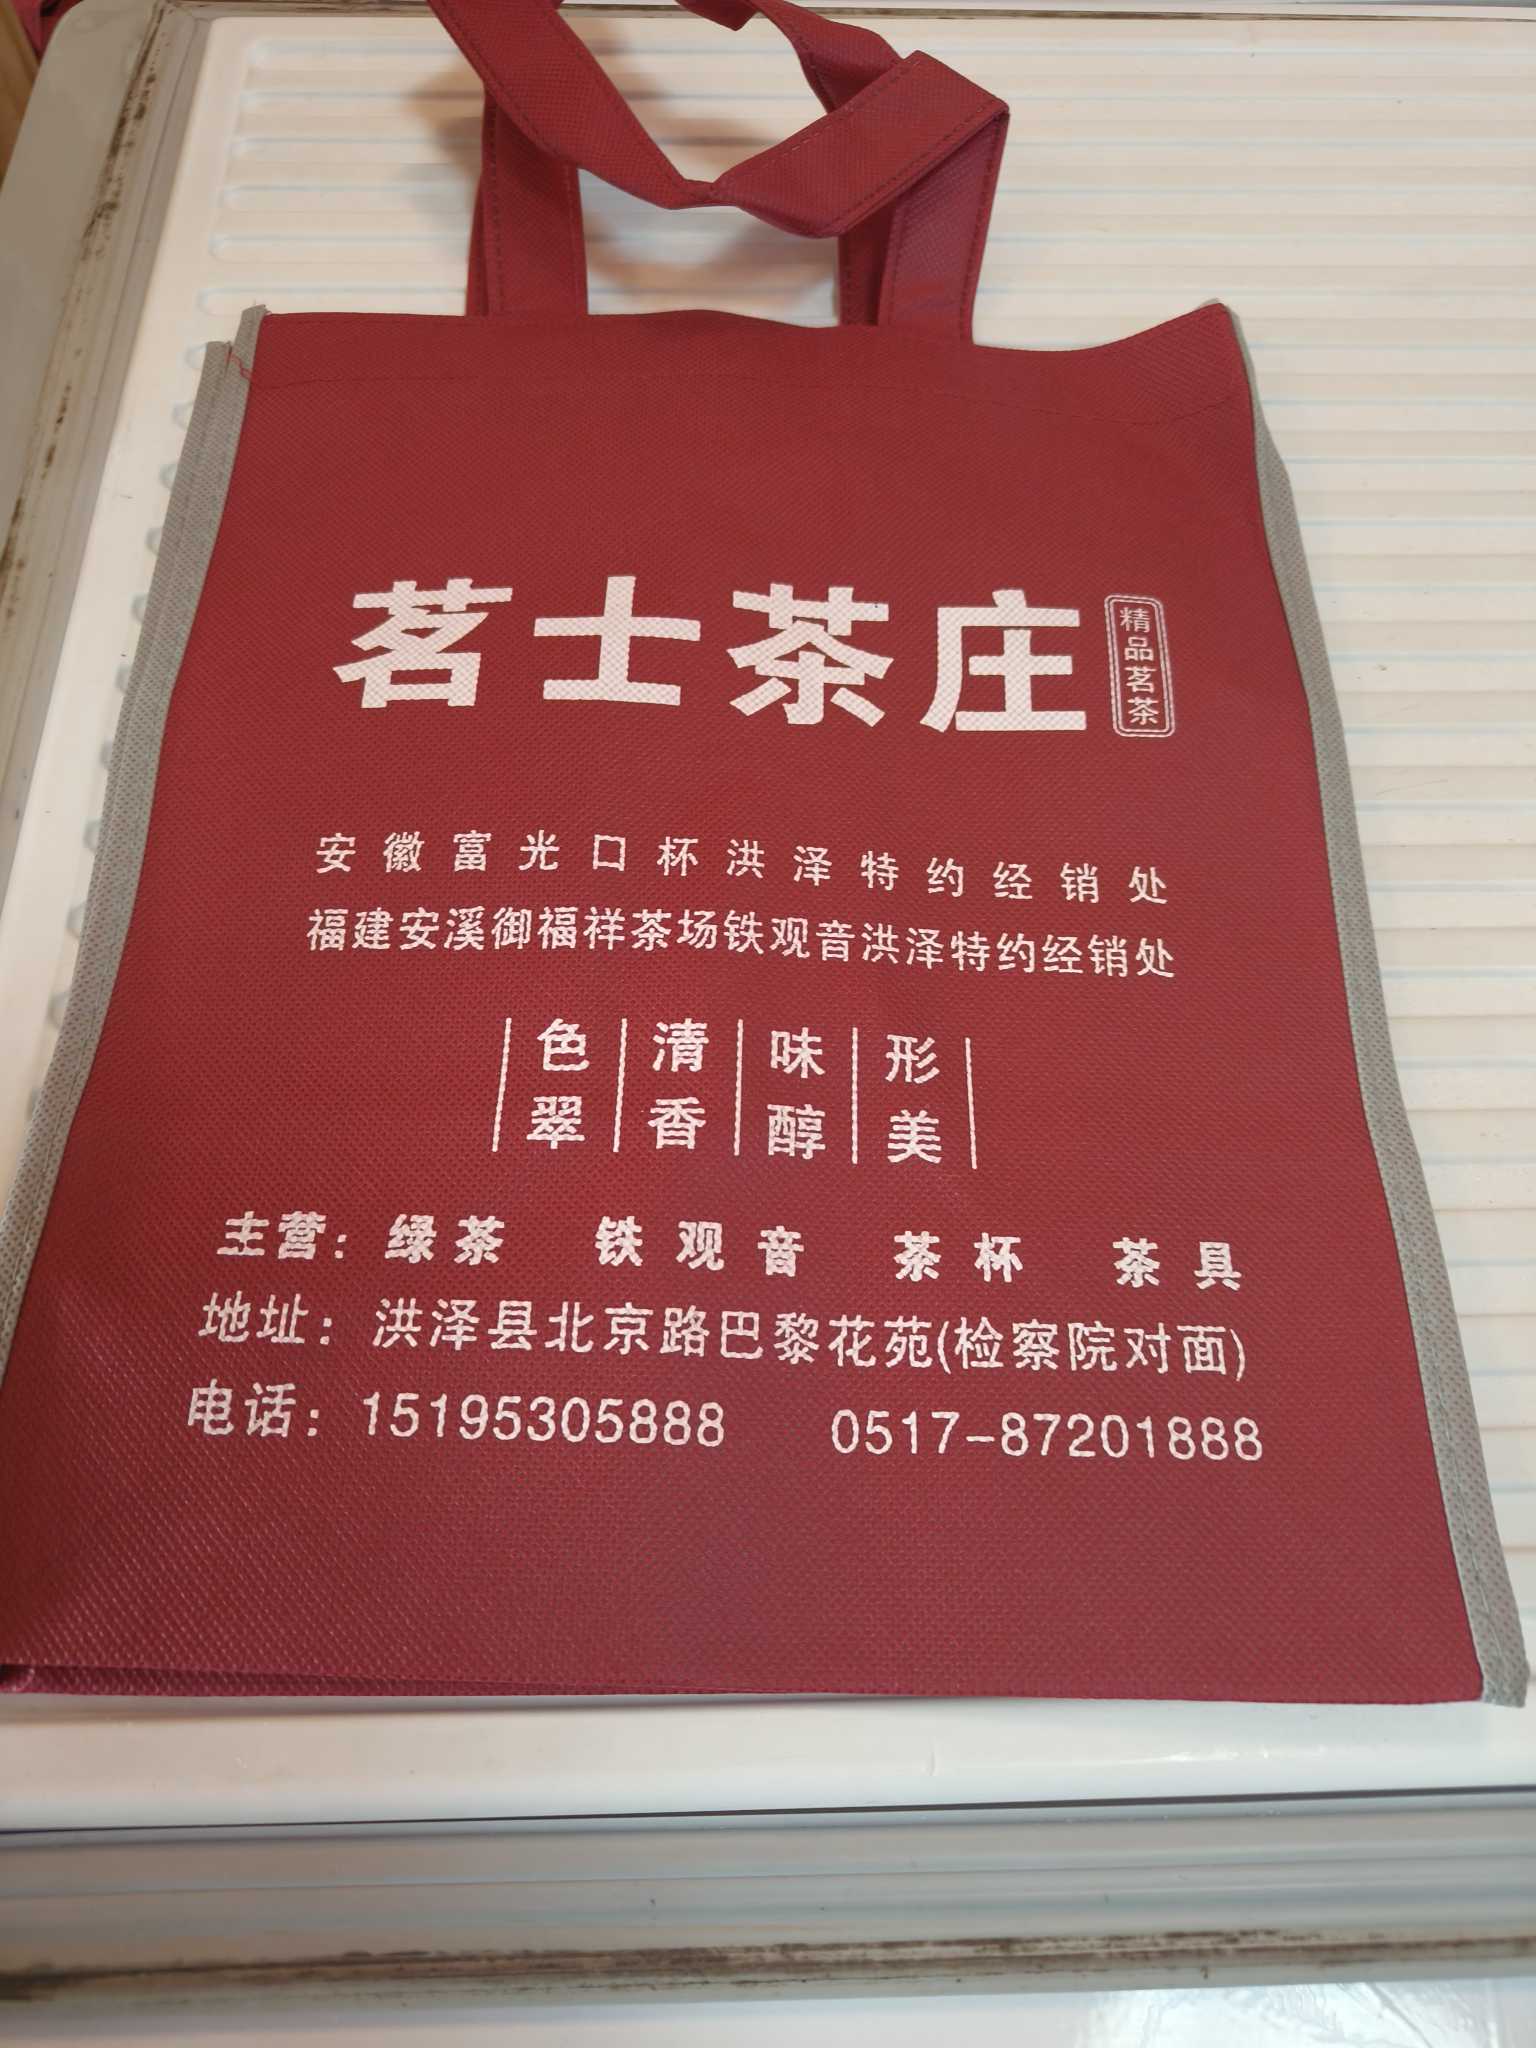 茗士茶庄
精品茗茶
安徽富光口杯洪泽特约经销处
福建安溪御福祥茶场铁观音洪泽特约经销处
色翠
清香
味醇
形美
主营：绿茶 铁观音 茶杯 茶具
地址：洪泽县北京路巴黎花苑(检察院对面)
电话：15195305888 0517-87201888